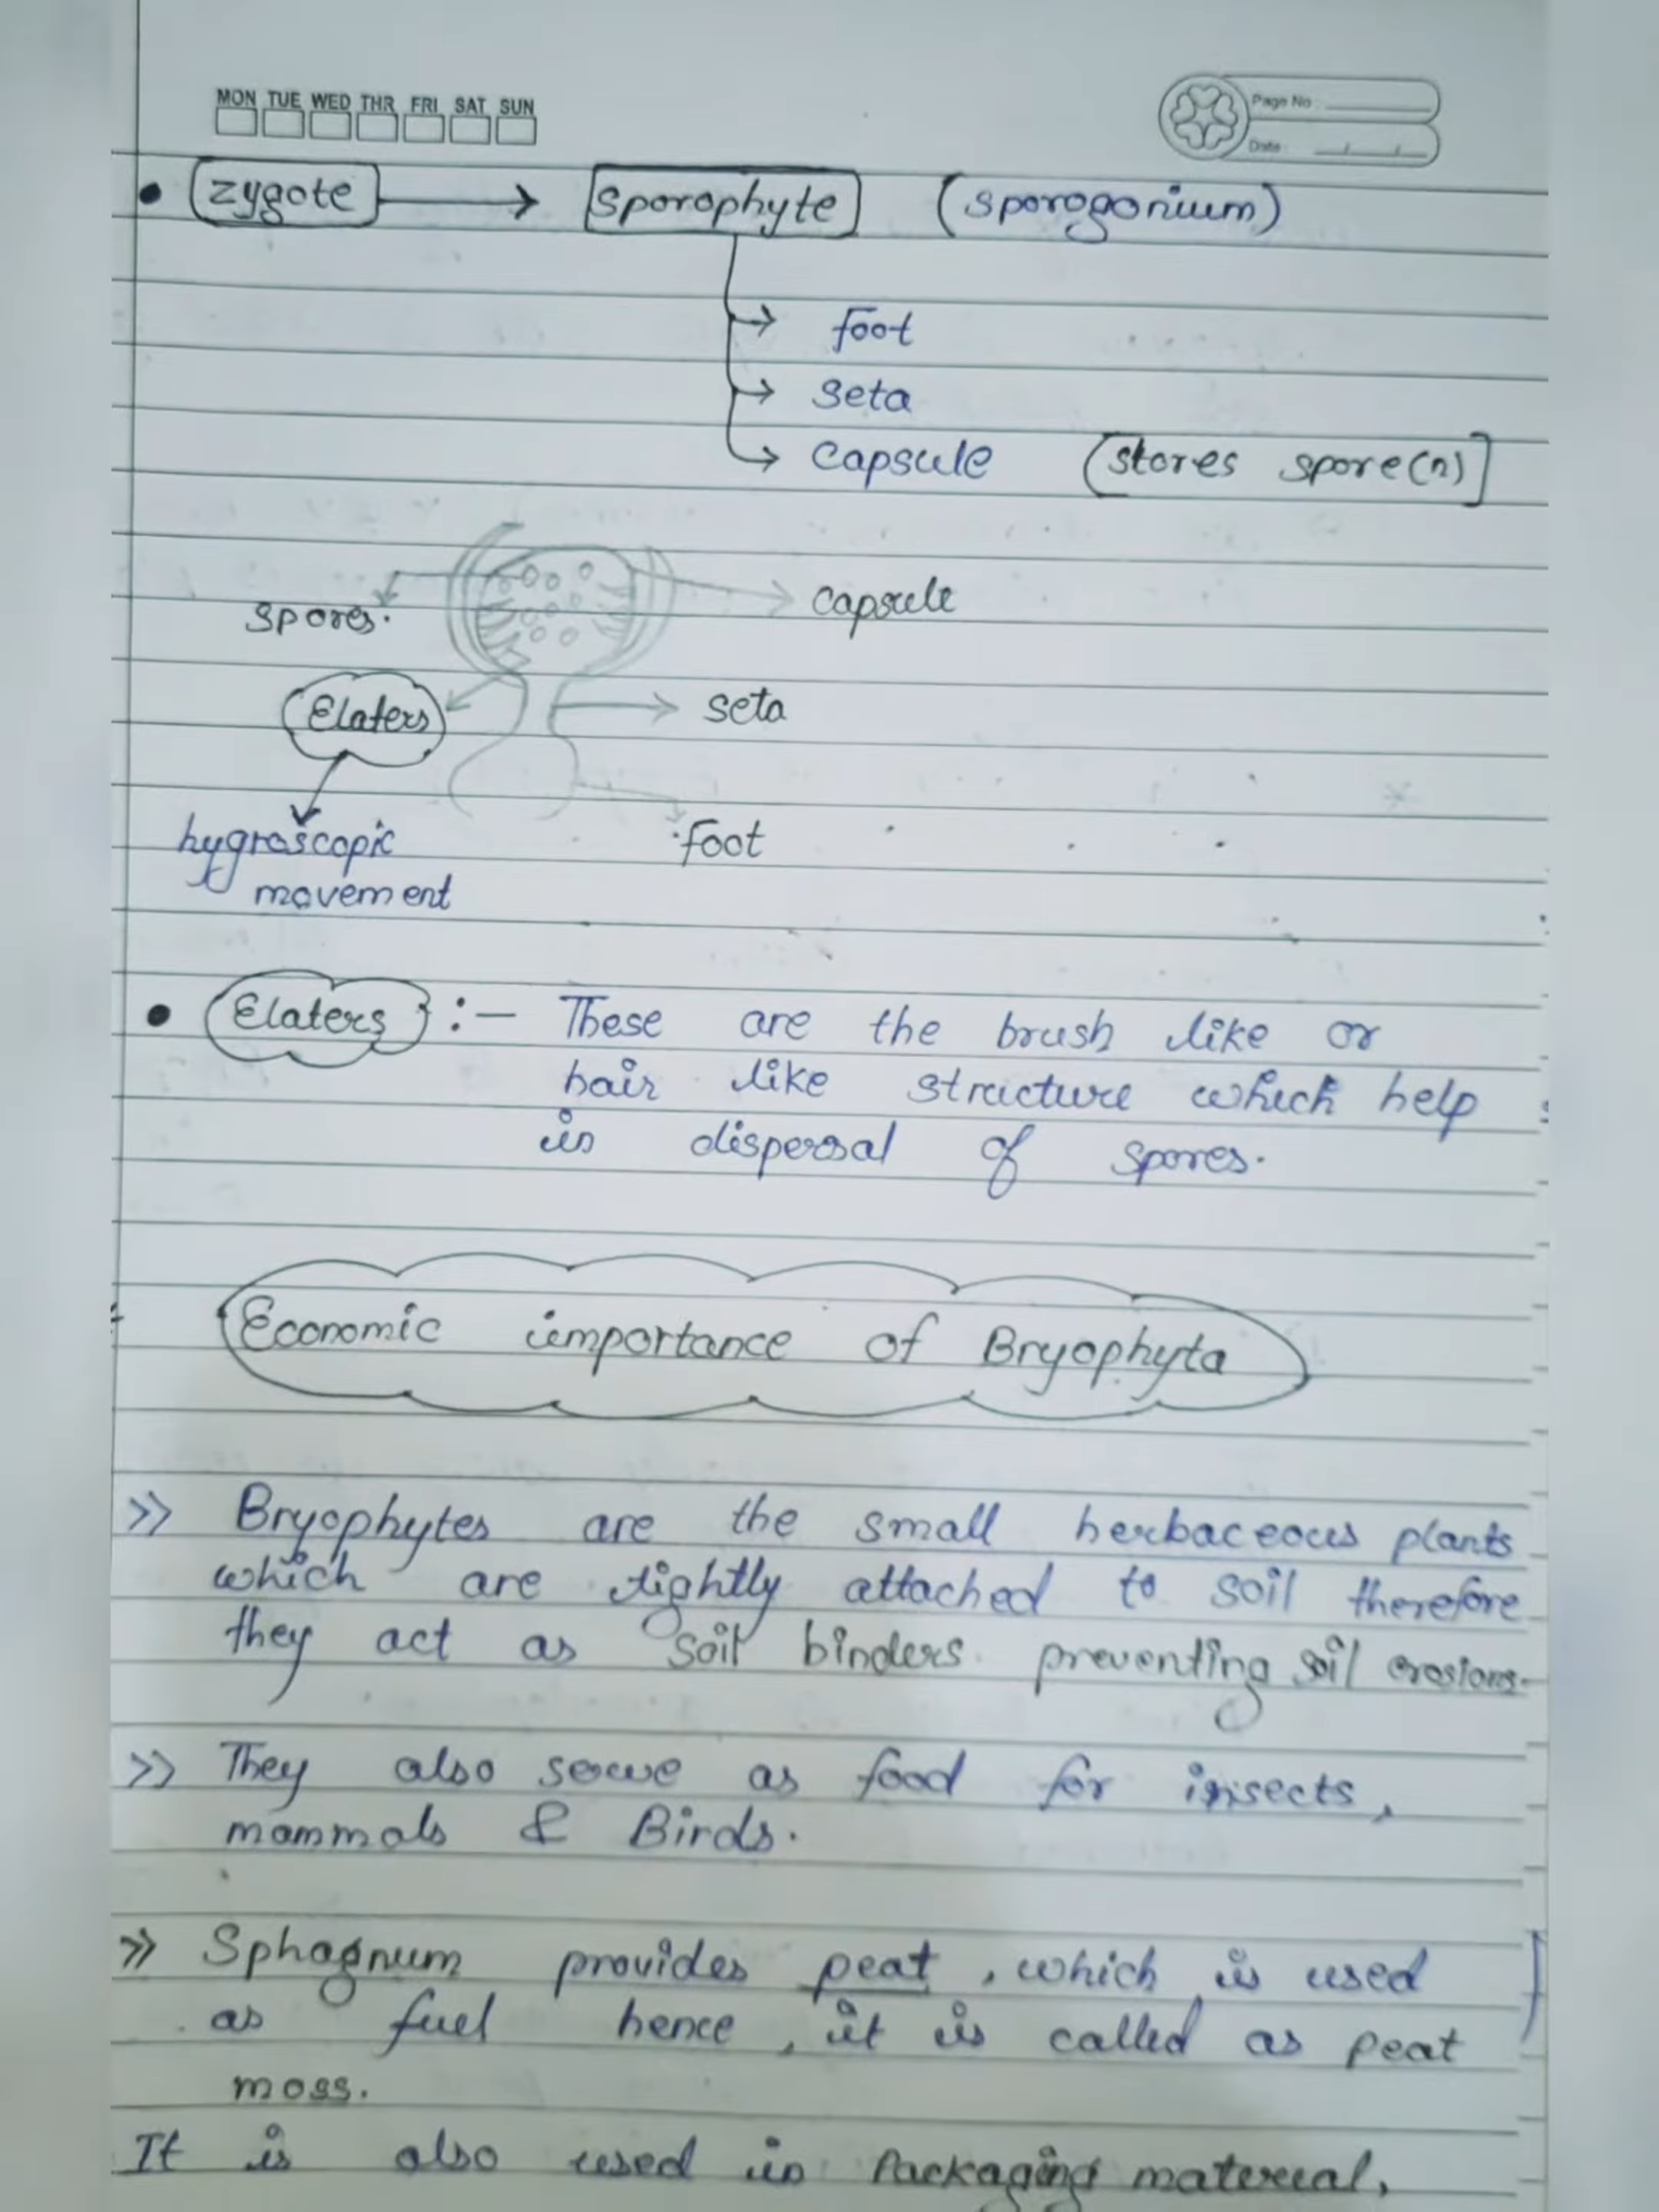 MON TUE WED THR FRI SAT SUN
Page No
Date
• zygote → Sporophyte (sporogonium)
→ foot
→ Seta
→ Capsule (stores spore(n)]
spores.
capsule
Elaters
seta
hygroscopic
movement
foot
• Elaters :- These are the brush like or
hair like structure which help
in dispersal of spores.
Economic importance of Bryophyta
>> Bryophytes are the small herbaceous plants
which are tightly attached to soil therefore
they act as soil binders preventing soil erosions.
>> They also serve as food for insects,
mammals & Birds.
>> Sphagnum provides peat, which is used
as fuel hence, it is called as peat
moss.
It is also used in Packaging material,